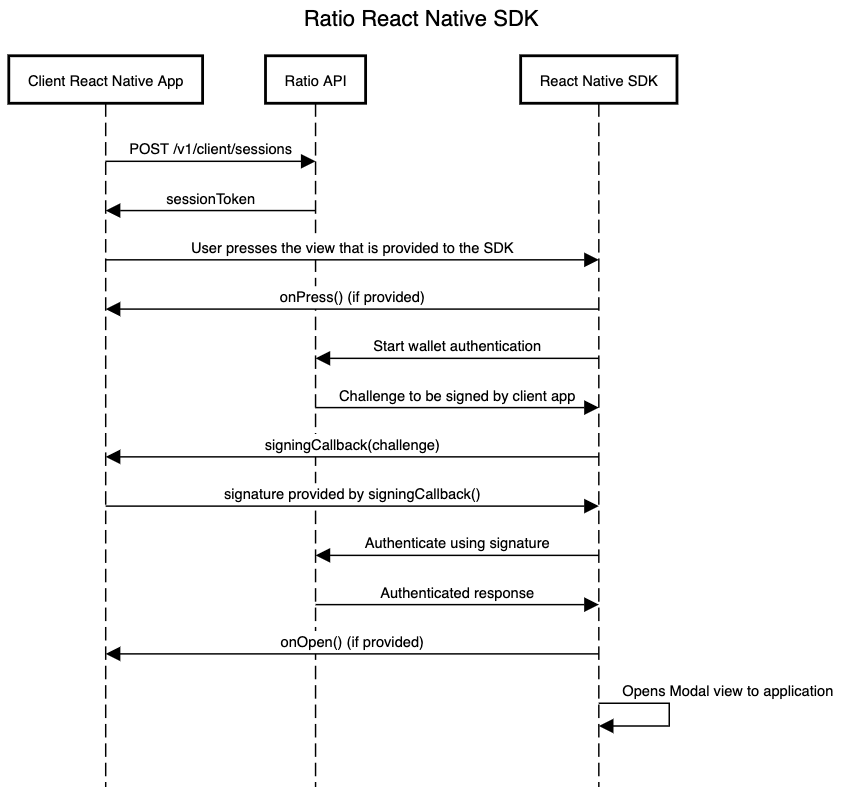 Ratio React Native SDK
Client React Native App
Ratio API
React Native SDK
POST /v1/client/sessions
sessionToken
User presses the view that is provided to the SDK
onPress() (if provided)
Start wallet authentication
Challenge to be signed by client app
signingCallback(challenge)
signature provided by signingCallback()
Authenticate using signature
Authenticated response
onOpen() (if provided)
Opens Modal view to application